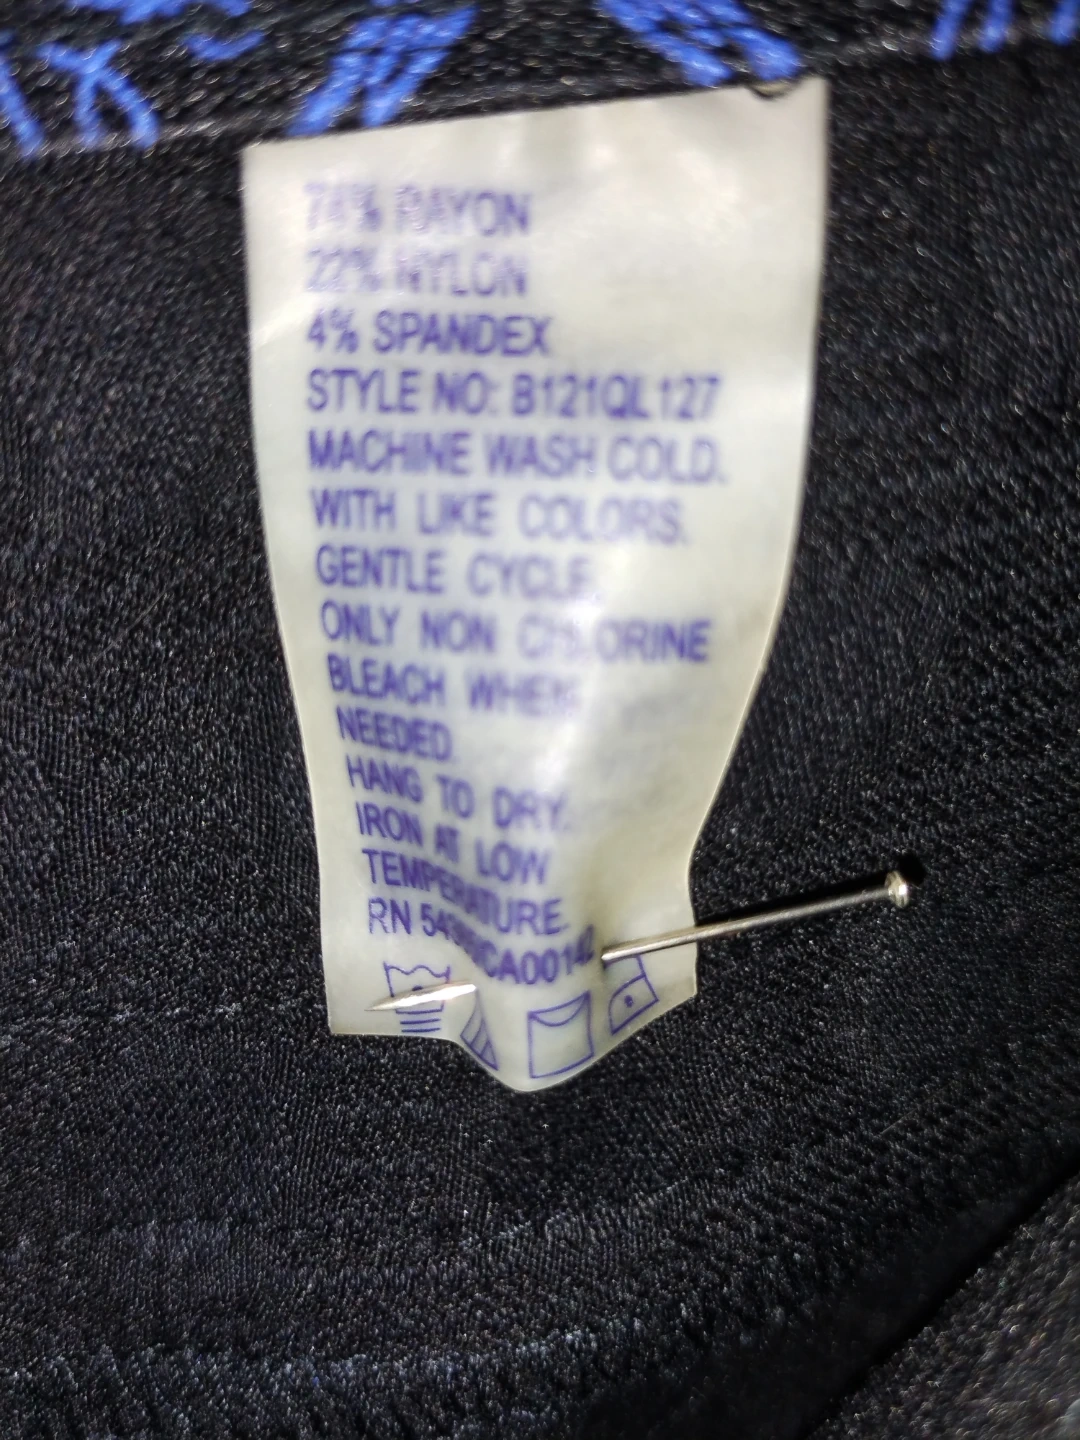 74% RAYON
22% NYLON
4% SPANDEX
STYLE NO: B121QL127
MACHINE WASH COLD.
WITH LIKE COLORS.
GENTLE CYCLE.
ONLY NON CHLORINE
BLEACH WHEN
NEEDED.
HANG TO DRY.
IRON AT LOW
TEMPERATURE.
RN